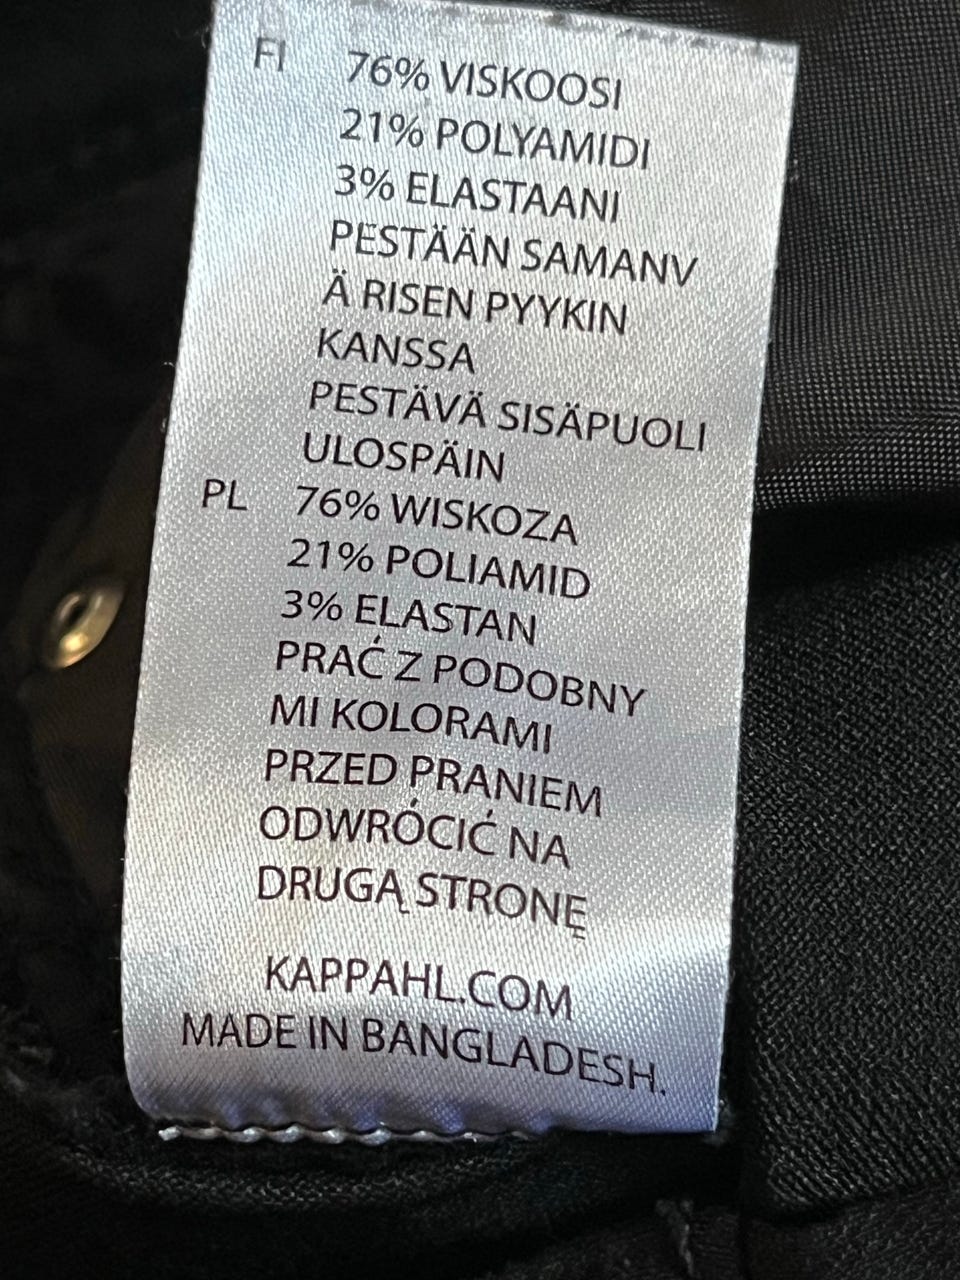 FI 76% VISKOOSI
21% POLYAMIDI
3% ELASTAANI
PESTÄÄN SAMANV
Ä RISEN PYYKIN
KANSSA
PESTÄVÄ SISÄPUOLI
ULOSPÄIN
PL 76% WISKOZA
21% POLIAMID
3% ELASTAN
PRAĆ Z PODOBNY
MI KOLORAMI
PRZED PRANIEM
ODWRÓCIĆ NA
DRUGĄ STRONĘ
KAPPAHL.COM
MADE IN BANGLADESH.